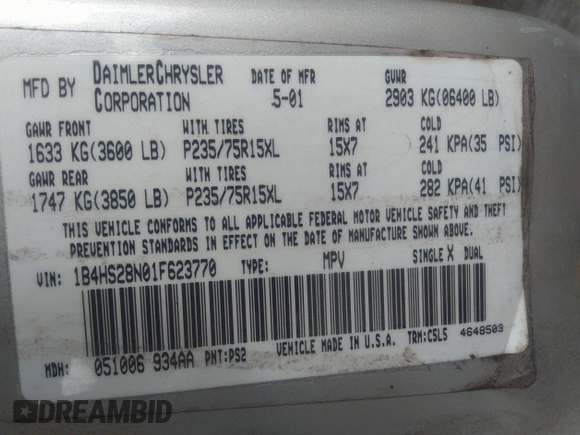 MFD BY DAIMLERCHRYSLER CORPORATION DATE OF MFR 5-01 GVWR 2903 KG(06400 LB)
GAWR FRONT WITH TIRES RIMS AT COLD
1633 KG(3600 LB) P235/75R15XL 15X7 241 KPA(35 PSI)
GAWR REAR WITH TIRES RIMS AT COLD
1747 KG(3850 LB) P235/75R15XL 15X7 282 KPA(41 PSI)
THIS VEHICLE CONFORMS TO ALL APPLICABLE FEDERAL MOTOR VEHICLE SAFETY AND THEFT
PREVENTION STANDARDS IN EFFECT ON THE DATE OF MANUFACTURE SHOWN ABOVE.
VIN: 1B4HS28N01F623770 TYPE: MPV SINGLE X DUAL
MDH: 051006 934AA PNT:PS2 VEHICLE MADE IN U.S.A. TRM:C5L5 4648503
DREAMBID